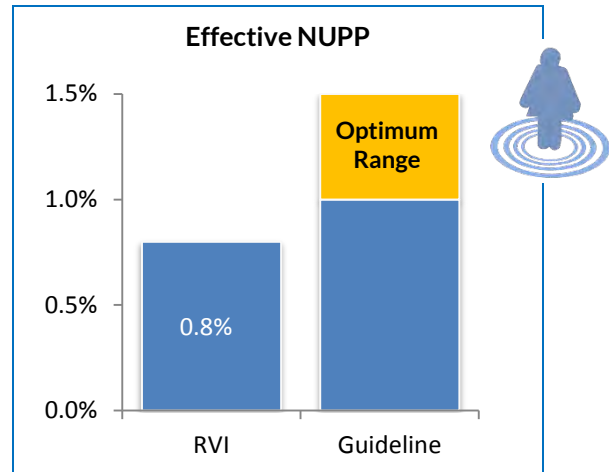 Effective NUPP
1.5%
Optimum
Range
1.0%
0.5%
0.8%
0.0%
RVI
Guideline